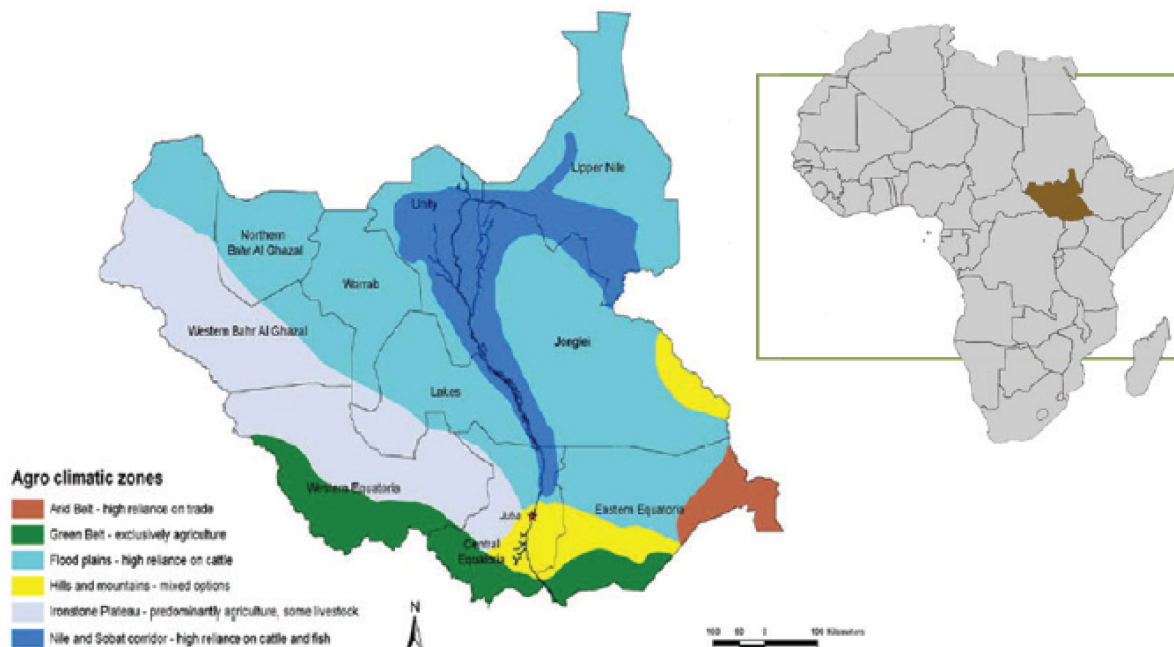 Upper Nile
Unity
Northern
Bahr Al Ghazal
Warrab
Western Bahr Al Ghazal
Jonglei
Lakes
Western Equatoria
Eastern Equatoria
Juba
Central
Equatoria
Agro climatic zones
Arid Belt - high reliance on trade
Green Belt - exclusively agriculture
Flood plains - high reliance on cattle
Hills and mountains - mixed options
Ironstone Plateau - predominantly agriculture, some livestock
Nile and Sobat corridor - high reliance on cattle and fish
N
0
Kilometers